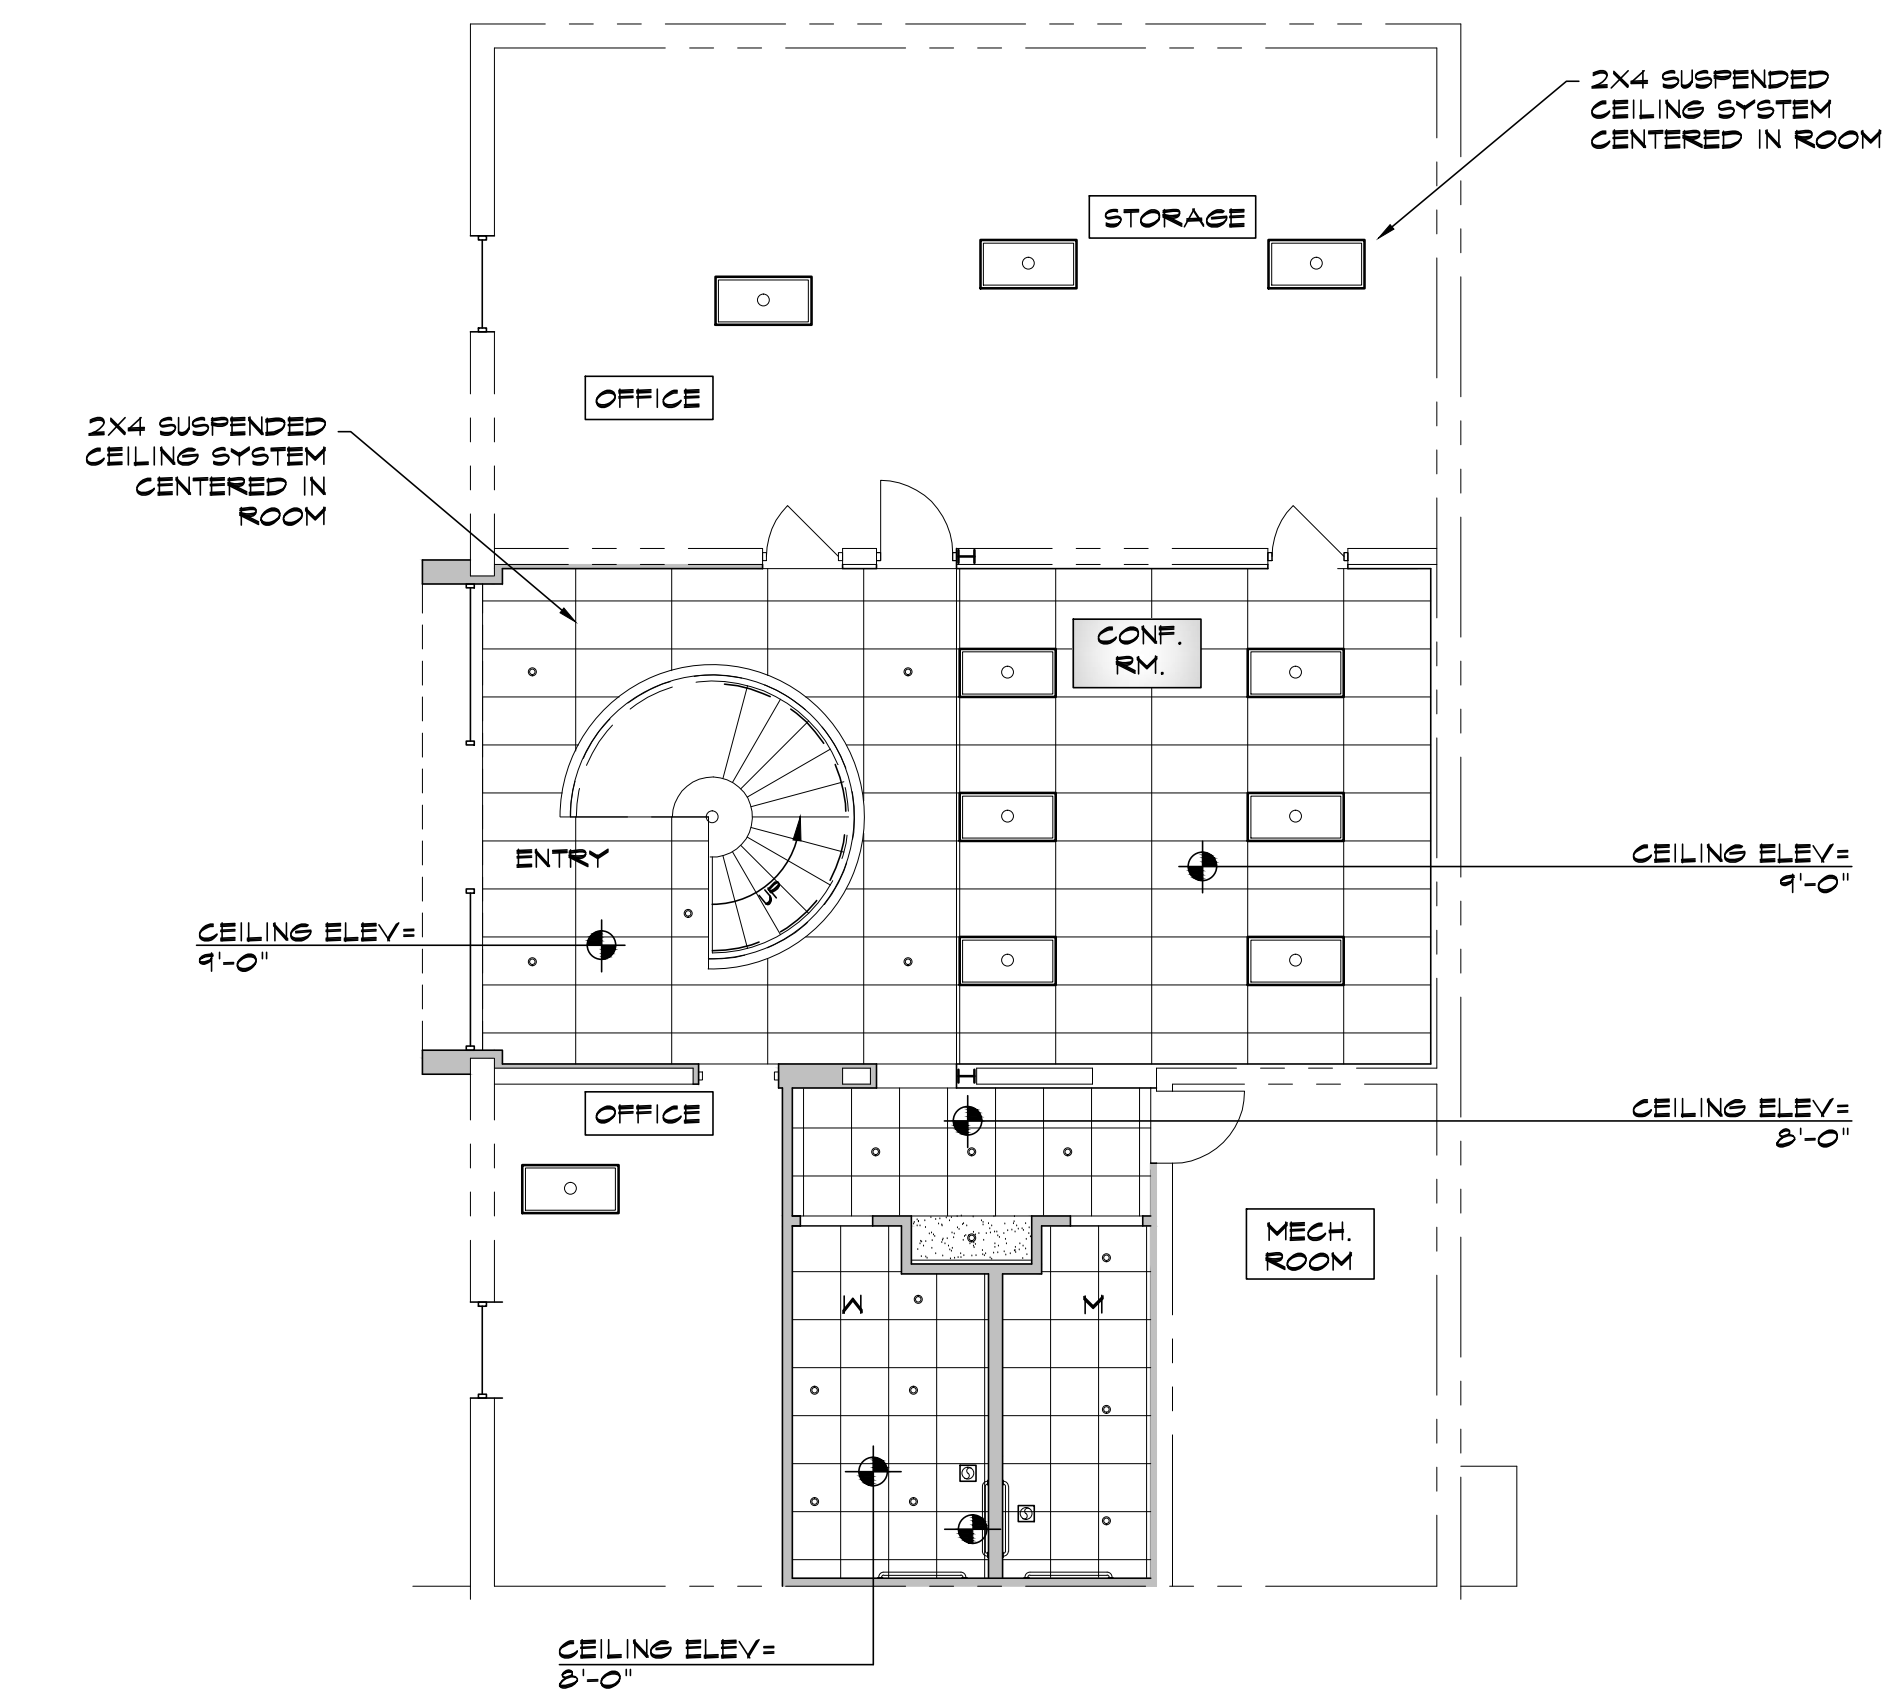 2X4 SUSPENDED
CEILING SYSTEM
CENTERED IN ROOM
STORAGE
OFFICE
2X4 SUSPENDED
CEILING SYSTEM
CENTERED IN
ROOM
CONF.
RM.
ENTRY
UP
CEILING ELEV=
9'-0"
CEILING ELEV=
9'-0"
OFFICE
CEILING ELEV=
8'-0"
MECH.
ROOM
W
M
CEILING ELEV=
8'-0"